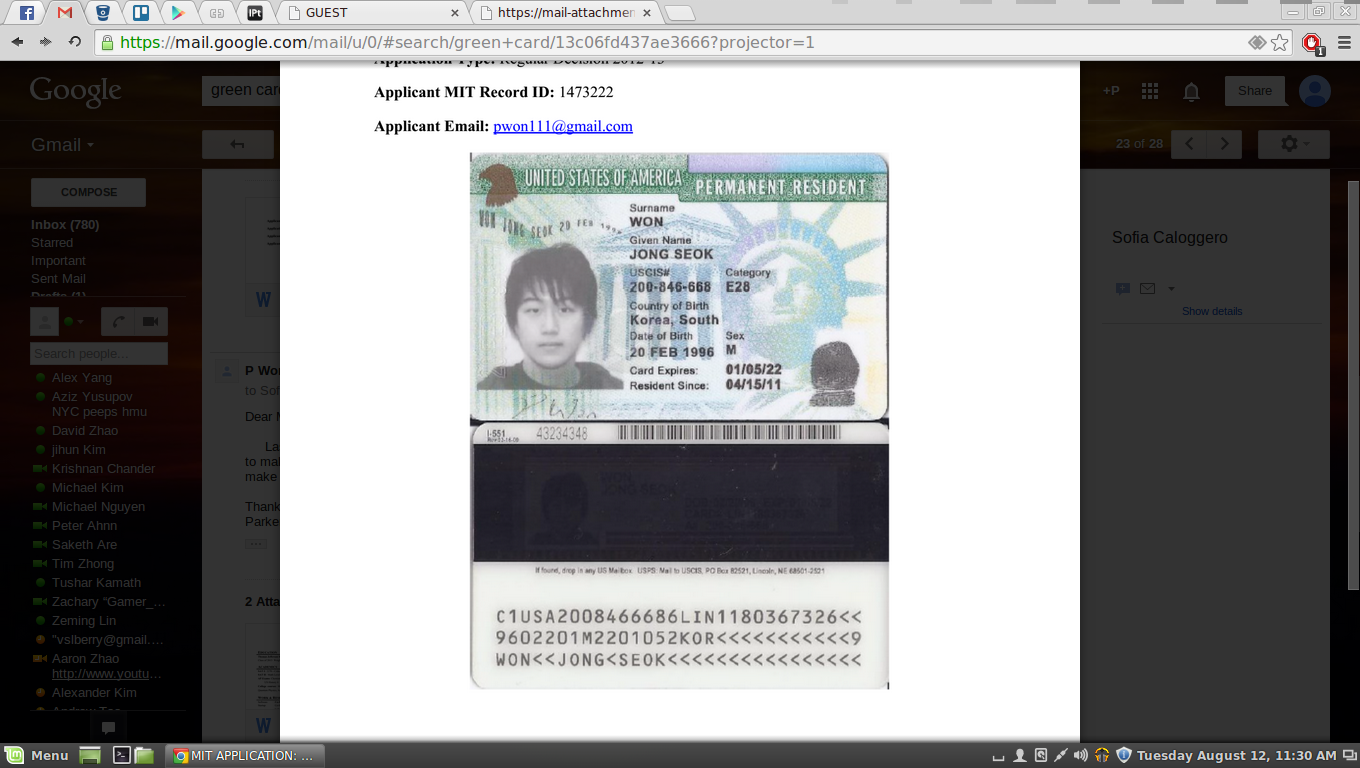 GUEST
https://mail-attachmen
https://mail.google.com/mail/u/0/#search/green+card/13c06fd437ae3666?projector=1
Google
green car
+P
Share
Gmail
23 of 28
COMPOSE
Inbox (780)
Starred
Important
Sent Mail
Drafts (1)
Search people...
Alex Yang
Aziz Yusupov
NYC peeps hmu
David Zhao
jihun Kim
Krishnan Chander
Michael Kim
Michael Nguyen
Peter Ahnn
Saketh Are
Tim Zhong
Tushar Kamath
Zachary "Gamer_...
Zeming Lin
"vslberry@gmail....
Aaron Zhao
http://www.youtu...
Alexander Kim
P Wo
to Sof
Dear M
La
to mal
make
Thank
Parke
2 Atta
Sofia Caloggero
Show details
Application Type: Regular Decision 2012-13
Applicant MIT Record ID: 1473222
Applicant Email: pwon111@gmail.com
UNITED STATES OF AMERICA
PERMANENT RESIDENT
WON JONG SEOK 20 FEB 1996
Surname
WON
Given Name
JONG SEOK
USCIS# Category
200-846-668 E28
Country of Birth
Korea, South
Date of Birth Sex
20 FEB 1996 M
Card Expires: 01/05/22
Resident Since: 04/15/11
I-551
43234348
If found, drop in any US Mailbox. USPS: Mail to USCIS, PO Box 82521, Lincoln, NE 68501-2521
C1USA2008466686LIN1180367326<<
9602201M2201052KOR<<<<<<<<<<<9
WON<<JONG<SEOK<<<<<<<<<<<<<<<<
Menu
MIT APPLICATION: ...
Tuesday August 12, 11:30 AM